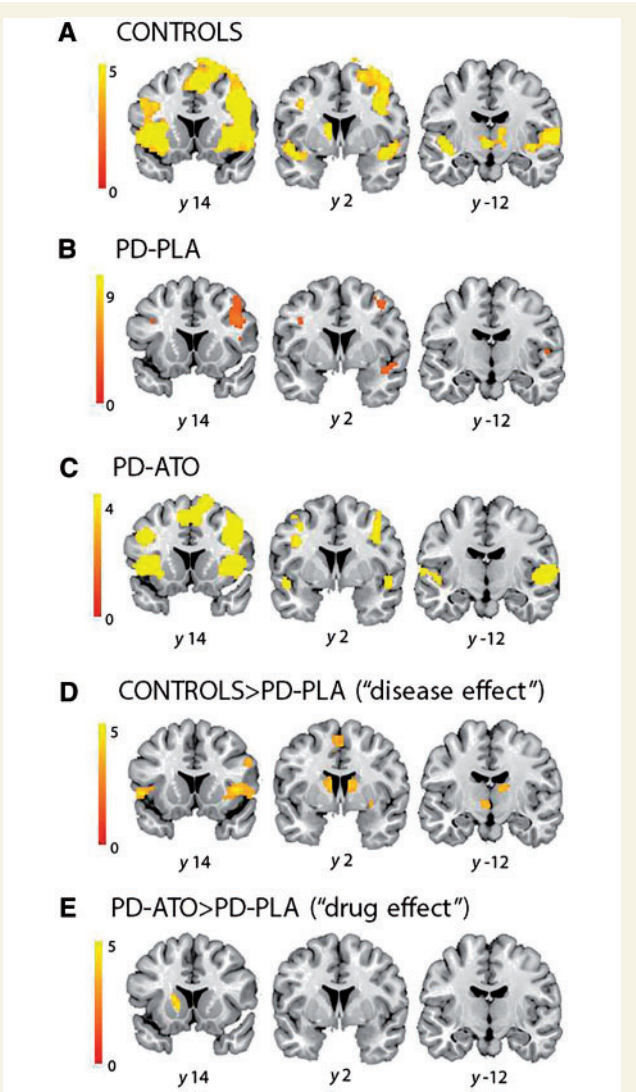 A CONTROLS
5
0
y 14 y 2 y -12
B PD-PLA
9
0
y 14 y 2 y -12
C PD-ATO
4
0
y 14 y 2 y -12
D CONTROLS>PD-PLA (“disease effect”)
5
0
y 14 y 2 y -12
E PD-ATO>PD-PLA (“drug effect”)
5
0
y 14 y 2 y -12